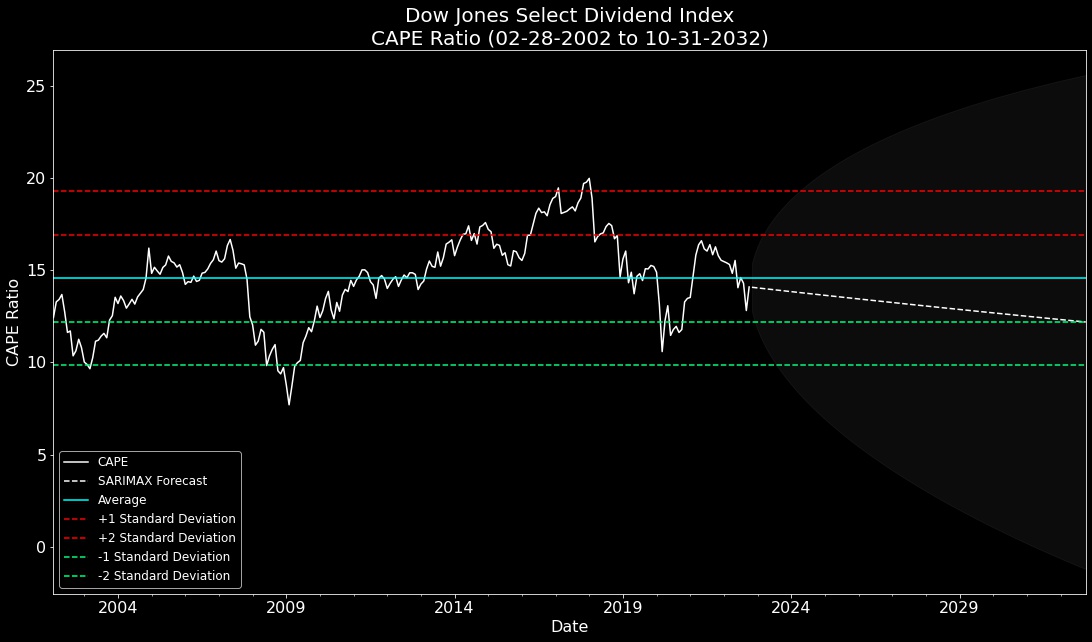 Dow Jones Select Dividend Index
CAPE Ratio (02-28-2002 to 10-31-2032)
CAPE Ratio
25
20
15
10
5
0
CAPE
SARIMAX Forecast
Average
+1 Standard Deviation
+2 Standard Deviation
-1 Standard Deviation
-2 Standard Deviation
2004
2009
2014
2019
2024
2029
Date